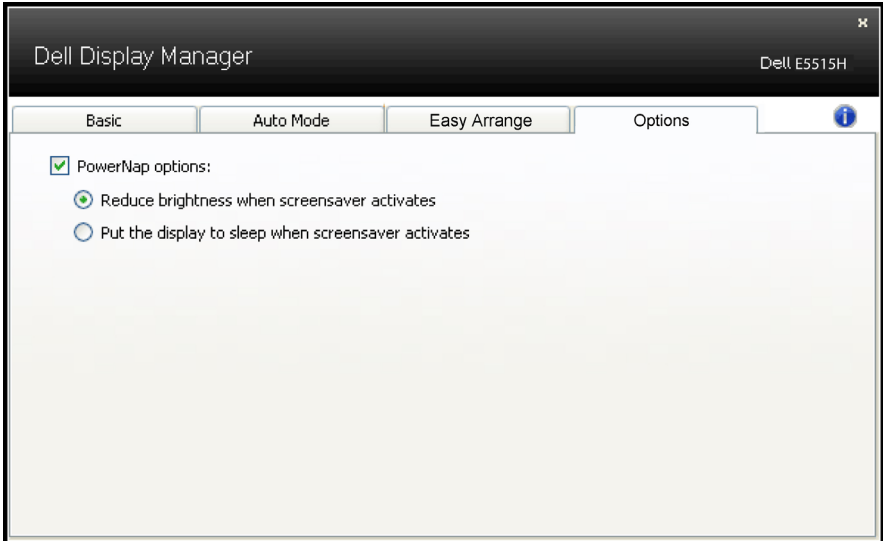 x
Dell Display Manager
Dell E5515H
Basic
Auto Mode
Easy Arrange
Options
i
PowerNap options:
Reduce brightness when screensaver activates
Put the display to sleep when screensaver activates